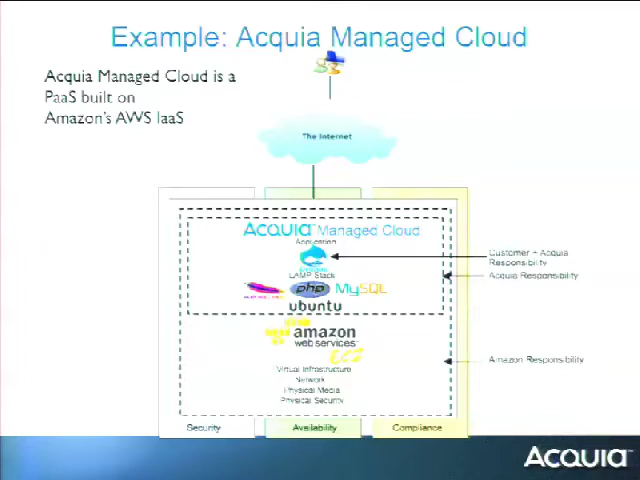 Example: Acquia Managed Cloud
Acquia Managed Cloud is a
PaaS built on
Amazon's AWS IaaS
The Internet
ACQUIA Managed Cloud
Application
LAMP Stack
APACHE
php
MySQL
ubuntu
amazon
web services
EC2
Virtual Infrastructure
Network
Physical Media
Physical Security
Customer + Acquia
Responsibility
Acquia Responsibility
Amazon Responsibility
Security
Availability
Compliance
ACQUIA